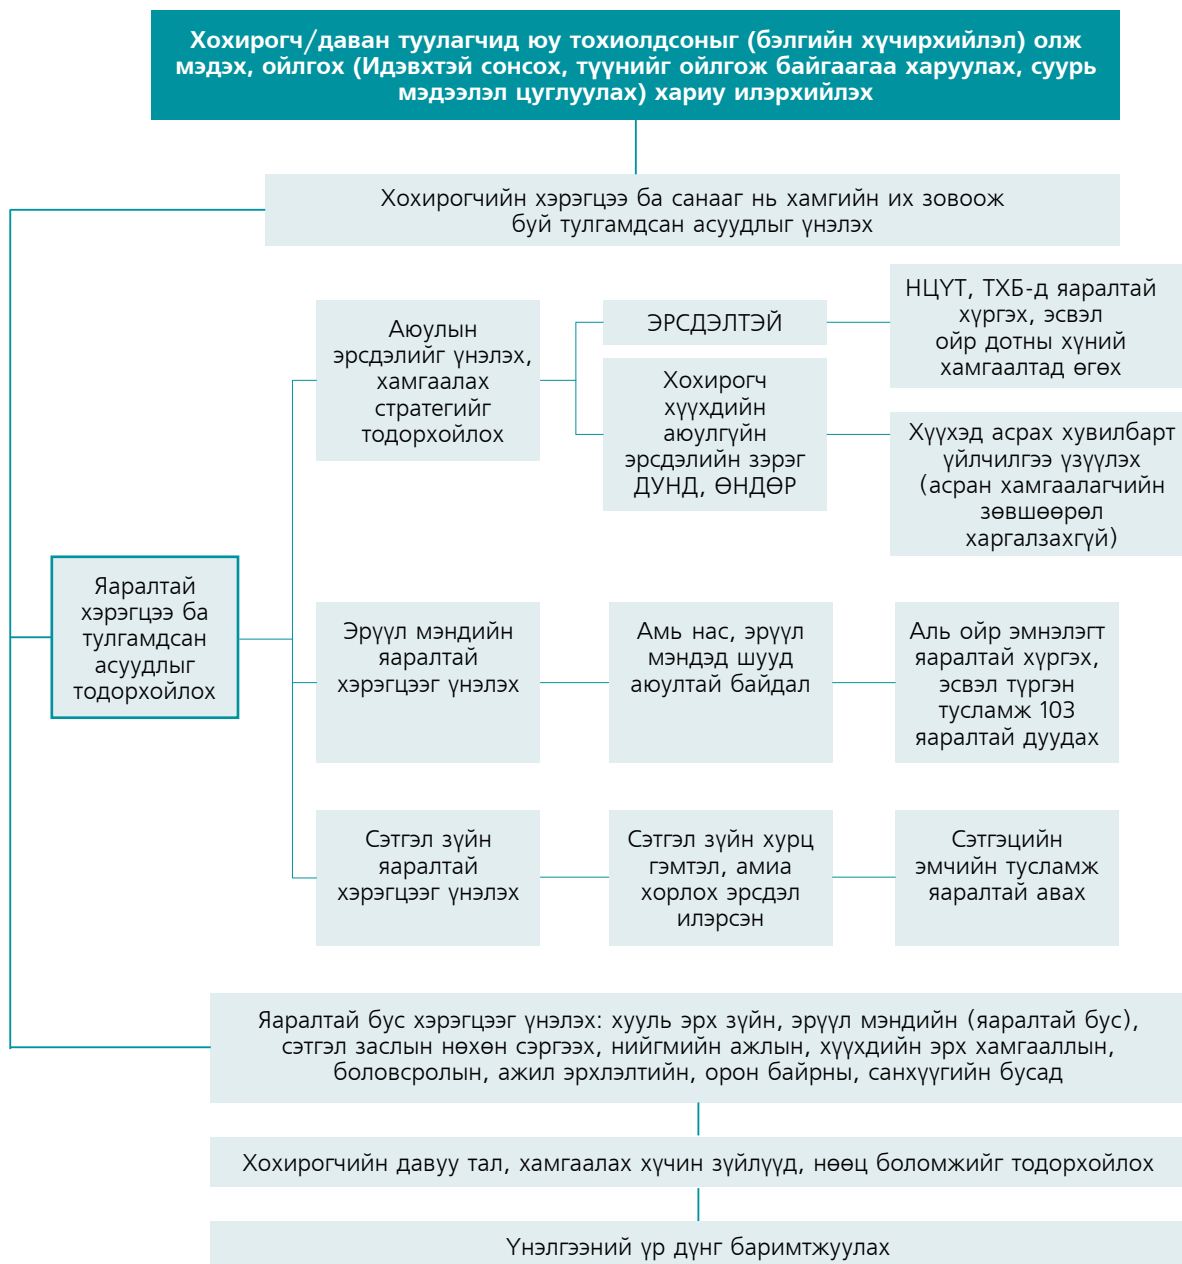 Хохирогч/даван туулагчид юу тохиолдсоныг (бэлгийн хүчирхийлэл) олж
мэдэх, ойлгох (Идэвхтэй сонсох, түүнийг ойлгож байгаагаа харуулах, суурь
мэдээлэл цуглуулах) хариу илэрхийлэх
Хохирогчийн хэрэгцээ ба санааг нь хамгийн их зовоож
буй тулгамдсан асуудлыг үнэлэх
Яаралтай
хэрэгцээ ба
тулгамдсан
асуудлыг
тодорхойлох
Аюулын
эрсдэлийг үнэлэх,
хамгаалах
стратегийг
тодорхойлох
ЭРСДЭЛТЭЙ
НЦҮТ, ТХБ-д яаралтай
хүргэх, эсвэл
ойр дотны хүний
хамгаалтад өгөх
Хохирогч
хүүхдийн
аюулгүйн
эрсдэлийн зэрэг
ДУНД, ӨНДӨР
Хүүхэд асрах хувилбарт
үйлчилгээ үзүүлэх
(асран хамгаалагчийн
зөвшөөрөл
харгалзахгүй)
Эрүүл мэндийн
яаралтай
хэрэгцээг үнэлэх
Амь нас, эрүүл
мэндэд шууд
аюултай байдал
Аль ойр эмнэлэгт
яаралтай хүргэх,
эсвэл түргэн
тусламж 103
яаралтай дуудах
Сэтгэл зүйн
яаралтай
хэрэгцээг үнэлэх
Сэтгэл зүйн хурц
гэмтэл, амиа
хорлох эрсдэл
илэрсэн
Сэтгэцийн
эмчийн тусламж
яаралтай авах
Яаралтай бус хэрэгцээг үнэлэх: хууль эрх зүйн, эрүүл мэндийн (яаралтай бус),
сэтгэл заслын нөхөн сэргээх, нийгмийн ажлын, хүүхдийн эрх хамгааллын,
боловсролын, ажил эрхлэлтийн, орон байрны, санхүүгийн бусад
Хохирогчийн давуу тал, хамгаалах хүчин зүйлүүд, нөөц боломжийг тодорхойлох
Үнэлгээний үр дүнг баримтжуулах